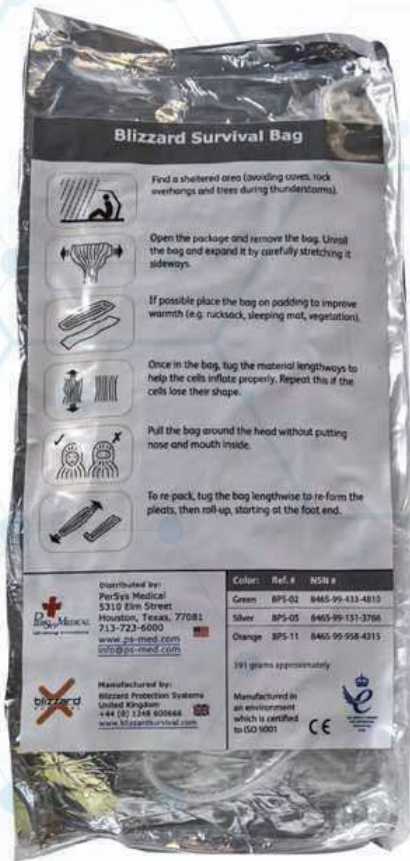 Blizzard Survival Bag
Find a sheltered area (avoiding caves, rock
overhangs and trees during thunderstorms).
Open the package and remove the bag. Unroll
the bag and expand it by carefully stretching it
sideways.
If possible place the bag on padding to improve
warmth (e.g. rucksack, sleeping mat, vegetation).
Once in the bag, tug the material lengthways to
help the cells inflate properly. Repeat this if the
cells lose their shape.
Pull the bag around the head without putting
nose and mouth inside.
To re-pack, tug the bag lengthwise to re-form the
pleats, then roll-up, starting at the foot end.
PerSys Medical
Distributed by:
PerSys Medical
5310 Elm Street
Houston, Texas, 77081
713-723-6000
www.ps-med.com
info@ps-med.com
blizzard
Manufactured by:
Blizzard Protection Systems
United Kingdom
+44 (0) 1248 600666
www.blizzardsurvival.com
Color: Ref. # NSN #
Green BPS-02 8465-99-433-4810
Silver BPS-05 8465-99-131-3766
Orange BPS-11 8465-99-958-4315
391 grams approximately
Manufactured in
an environment
which is certified
to ISO 9001
CE